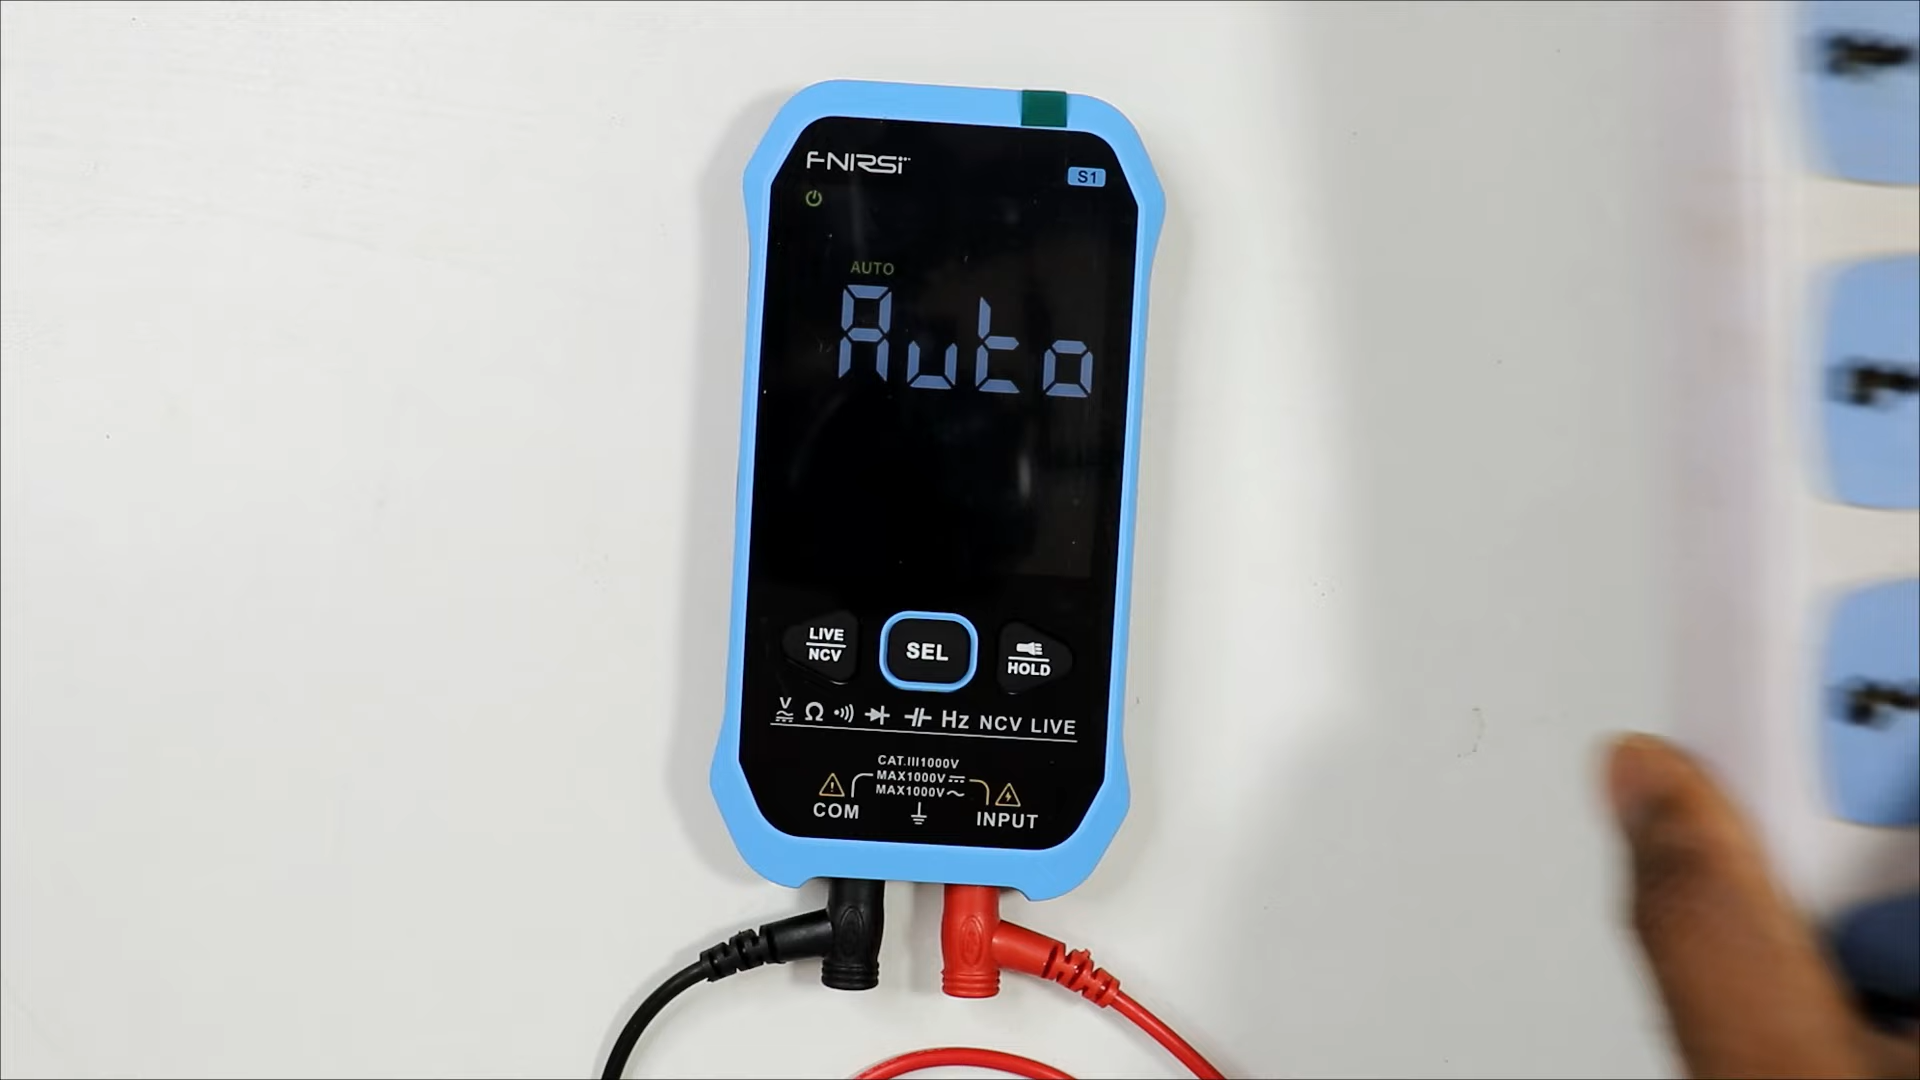 FNIRSI
S1
AUTO
Auto
LIVE
NCV
SEL
HOLD
V Ω Hz NCV LIVE
CAT.III1000V
MAX1000V
MAX1000V
COM
INPUT